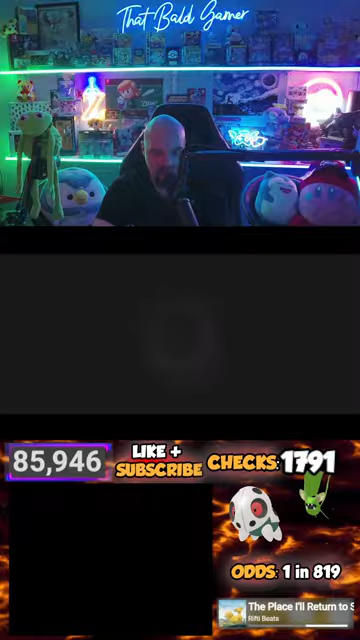 That Bald Gamer
85,946
LIKE +
SUBSCRIBE
CHECKS: 1791
ODDS: 1 in 819
The Place I'll Return to S
Rifti Beats